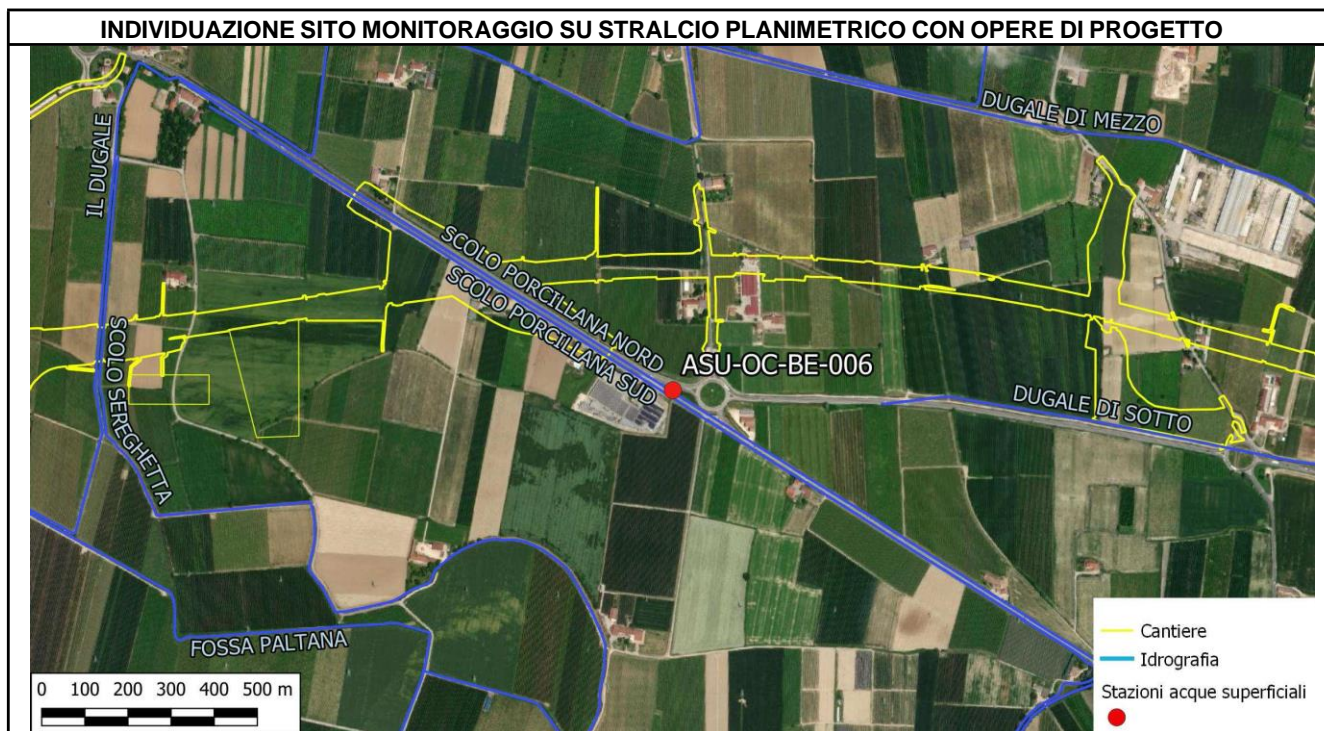 INDIVIDUAZIONE SITO MONITORAGGIO SU STRALCIO PLANIMETRICO CON OPERE DI PROGETTO
DUGALE DI MEZZO
IL DUGALE
SCOLO PORCILLANA NORD
SCOLO PORCILLANA SUD
SCOLO SEREGHETTA
ASU-OC-BE-006
DUGALE DI SOTTO
FOSSA PALTANA
0 100 200 300 400 500 m
Cantiere
Idrografia
Stazioni acque superficiali